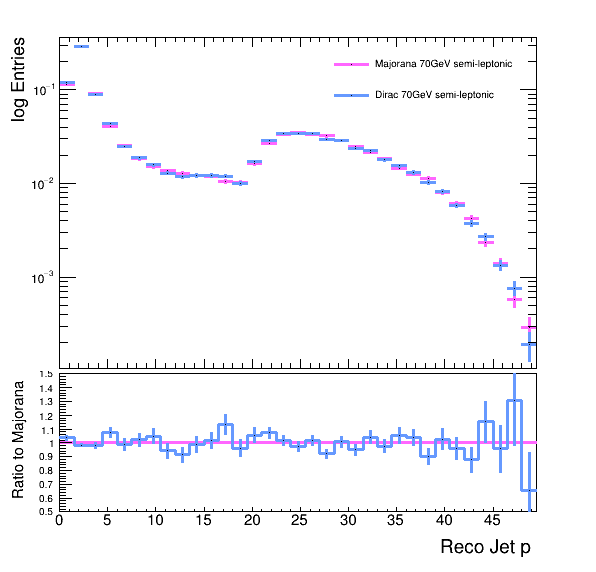 log Entries
Majorana 70GeV semi-leptonic
Dirac 70GeV semi-leptonic
10⁻¹
10⁻²
10⁻³
Ratio to Majorana
1.5
1.4
1.3
1.2
1.1
1
0.9
0.8
0.7
0.6
0.5
0 5 10 15 20 25 30 35 40 45
Reco Jet p